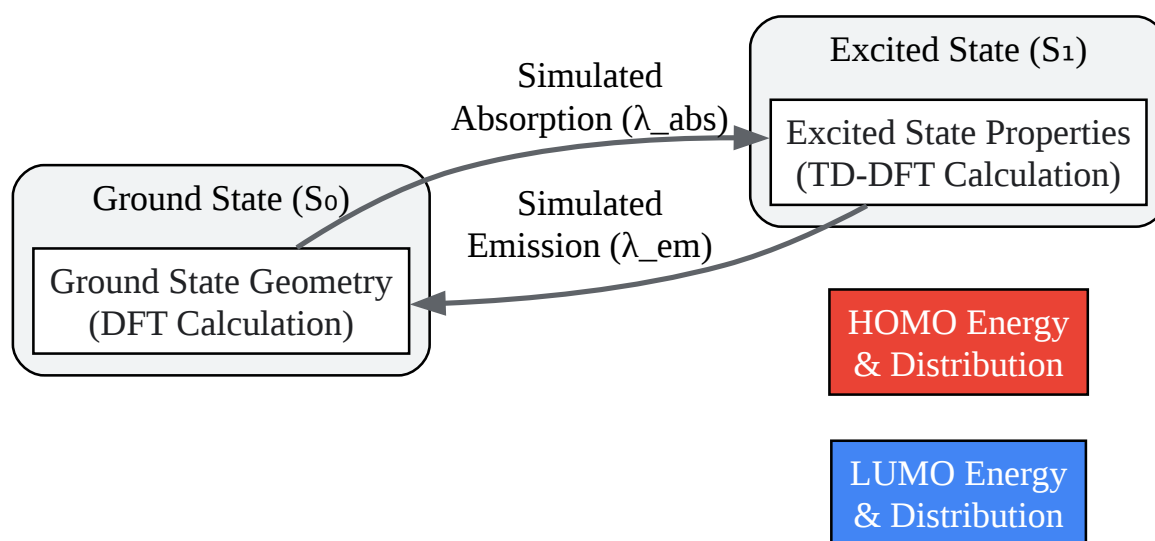 Excited State (S₁)
Simulated
Absorption (λ_abs)
Excited State Properties
(TD-DFT Calculation)
Ground State (S₀)
Simulated
Emission (λ_em)
Ground State Geometry
(DFT Calculation)
HOMO Energy
& Distribution
LUMO Energy
& Distribution